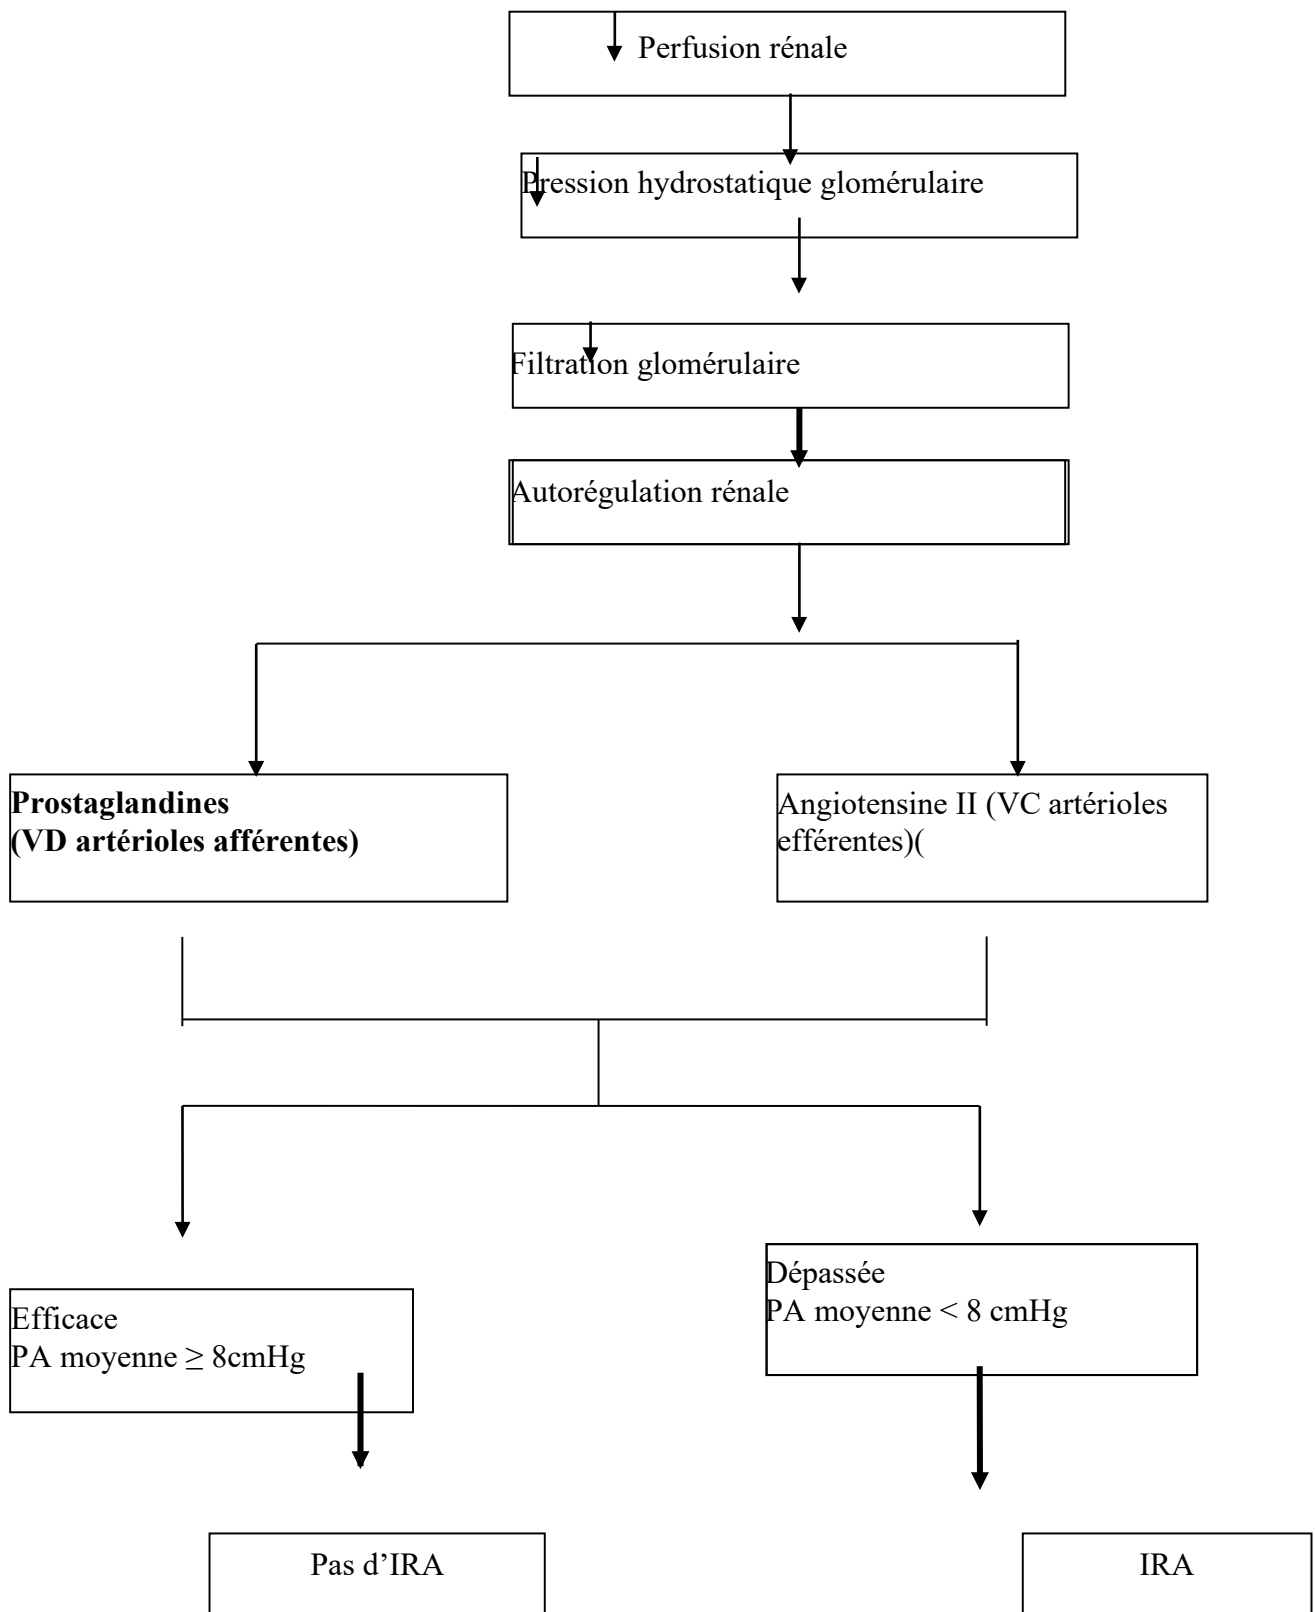 Perfusion rénale
Pression hydrostatique glomérulaire
Filtration glomérulaire
Autorégulation rénale
Prostaglandines
(VD artérioles afférentes)
Angiotensine II (VC artérioles
efférentes)(
Dépassée
PA moyenne < 8 cmHg
Efficace
PA moyenne ≥ 8cmHg
Pas d’IRA
IRA